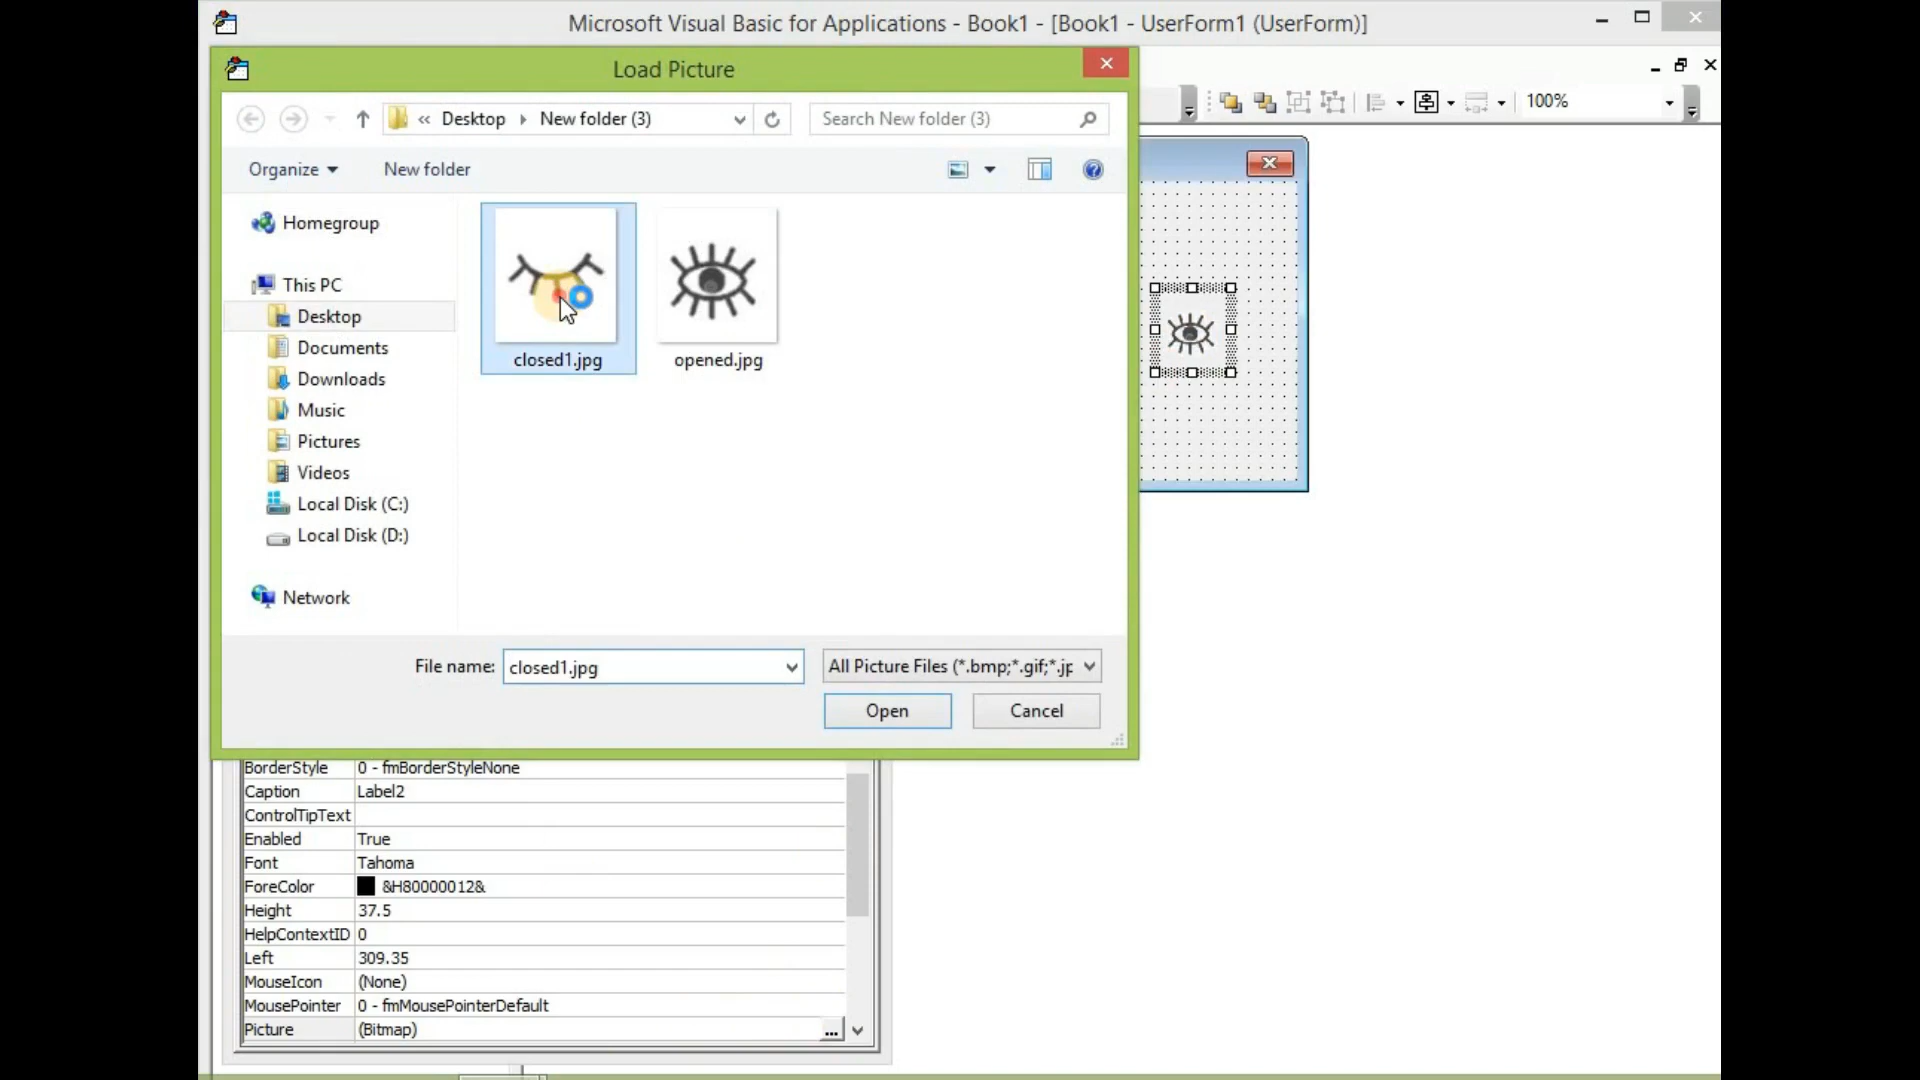 Microsoft Visual Basic for Applications - Book1 - [Book1 - UserForm1 (UserForm)]
Load Picture
« Desktop New folder (3)
Search New folder (3)
100%
Organize
New folder
Homegroup
This PC
Desktop
Documents
Downloads
Music
Pictures
Videos
Local Disk (C:)
Local Disk (D:)
Network
closed1.jpg
opened.jpg
File name: closed1.jpg
All Picture Files (*.bmp;*.gif;*.jp
Open
Cancel
BorderStyle 0 - fmBorderStyleNone
Caption Label2
ControlTipText
Enabled True
Font Tahoma
ForeColor &H80000012&
Height 37.5
HelpContextID 0
Left 309.35
MouseIcon (None)
MousePointer 0 - fmMousePointerDefault
Picture (Bitmap) ...